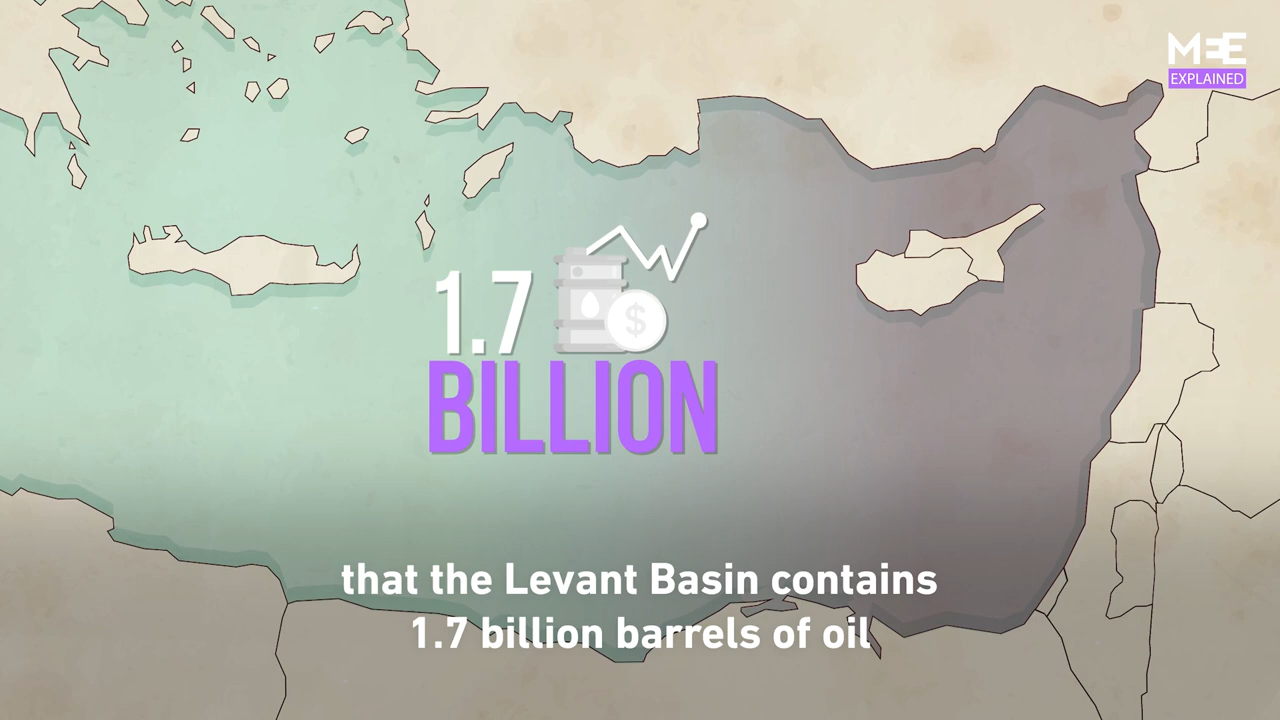 MEE
EXPLAINED
1.7
$
BILLION
that the Levant Basin contains
1.7 billion barrels of oil